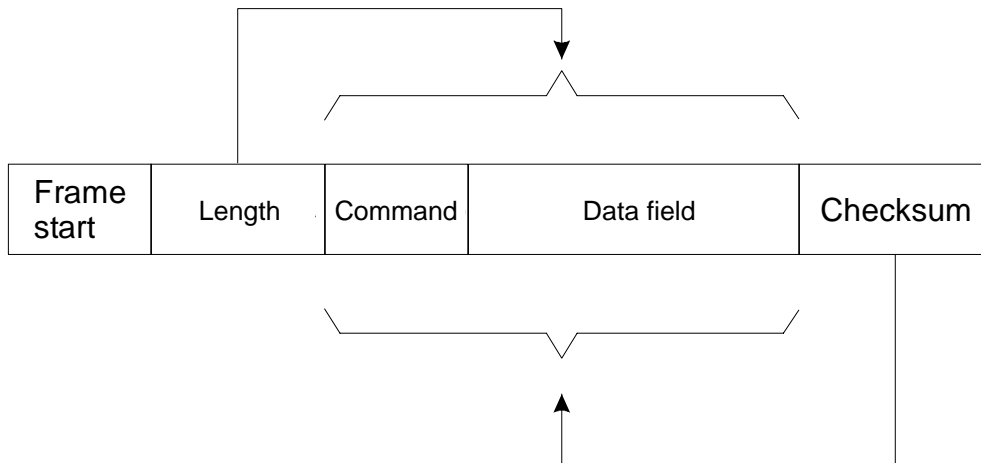 Frame
start
Length
Command
Data field
Checksum